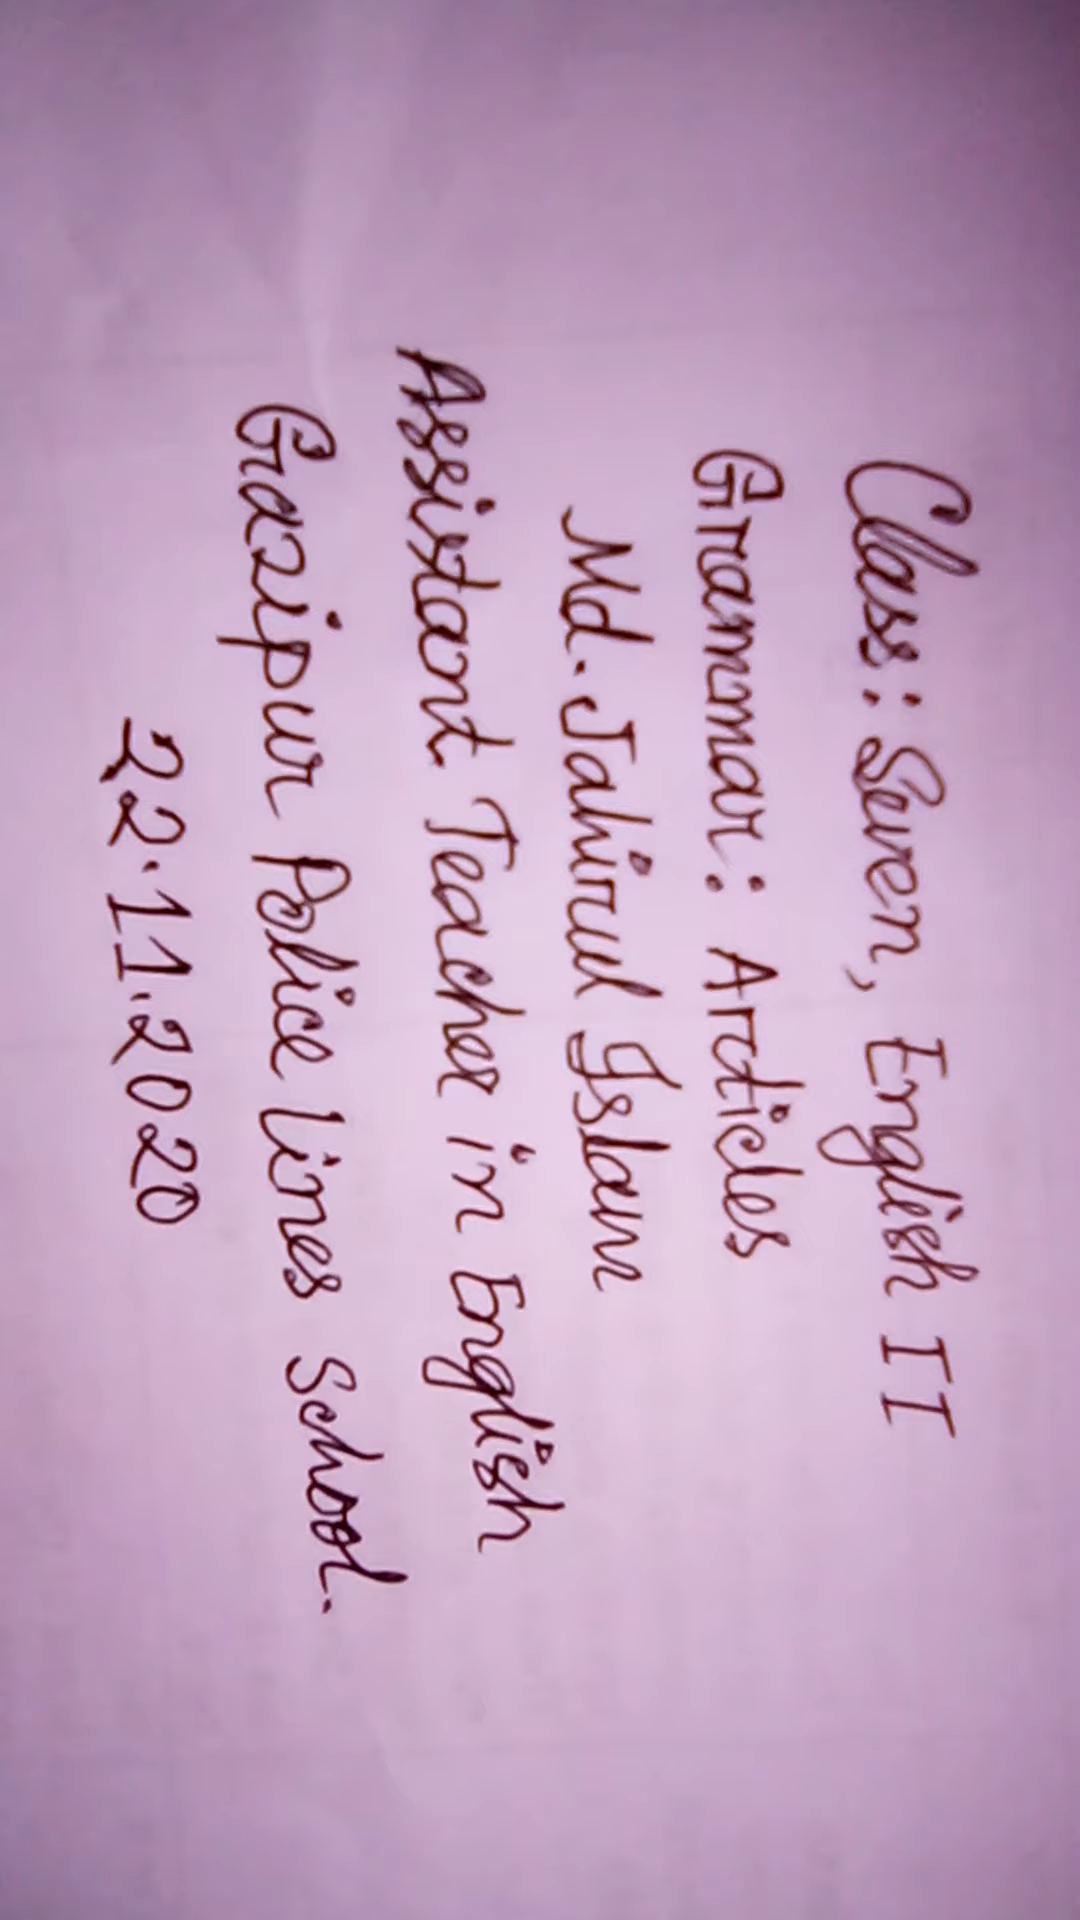 Class: Seven, English II
Grammar: Articles
Md. Jahirul Islam
Assistant Teacher in English
Gazipur Police Lines School.
22.11.2020